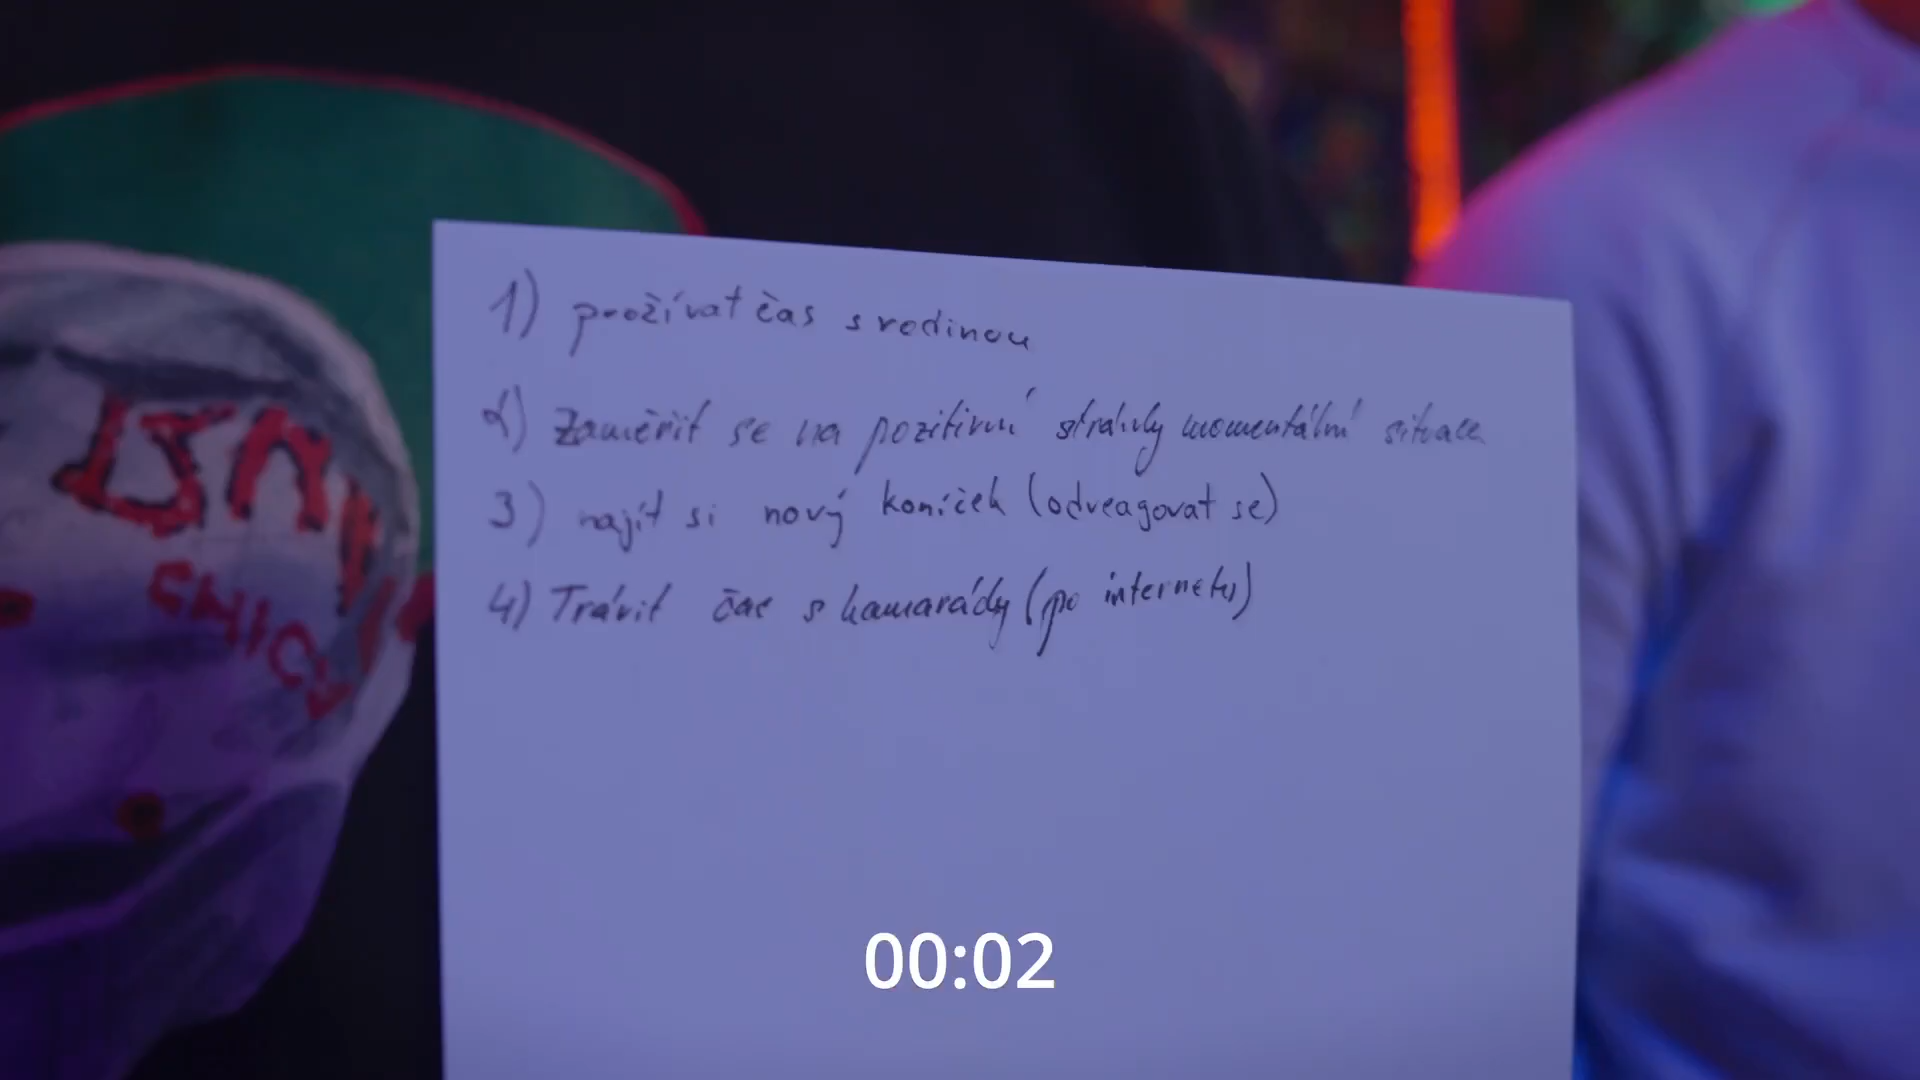 1) prožívat čas s rodinou
2) Zaměřit se na pozitivní stránky momentální situace
3) najít si nový koníček (odreagovat se)
4) Trávit čas s kamarády (po internetu)
00:02